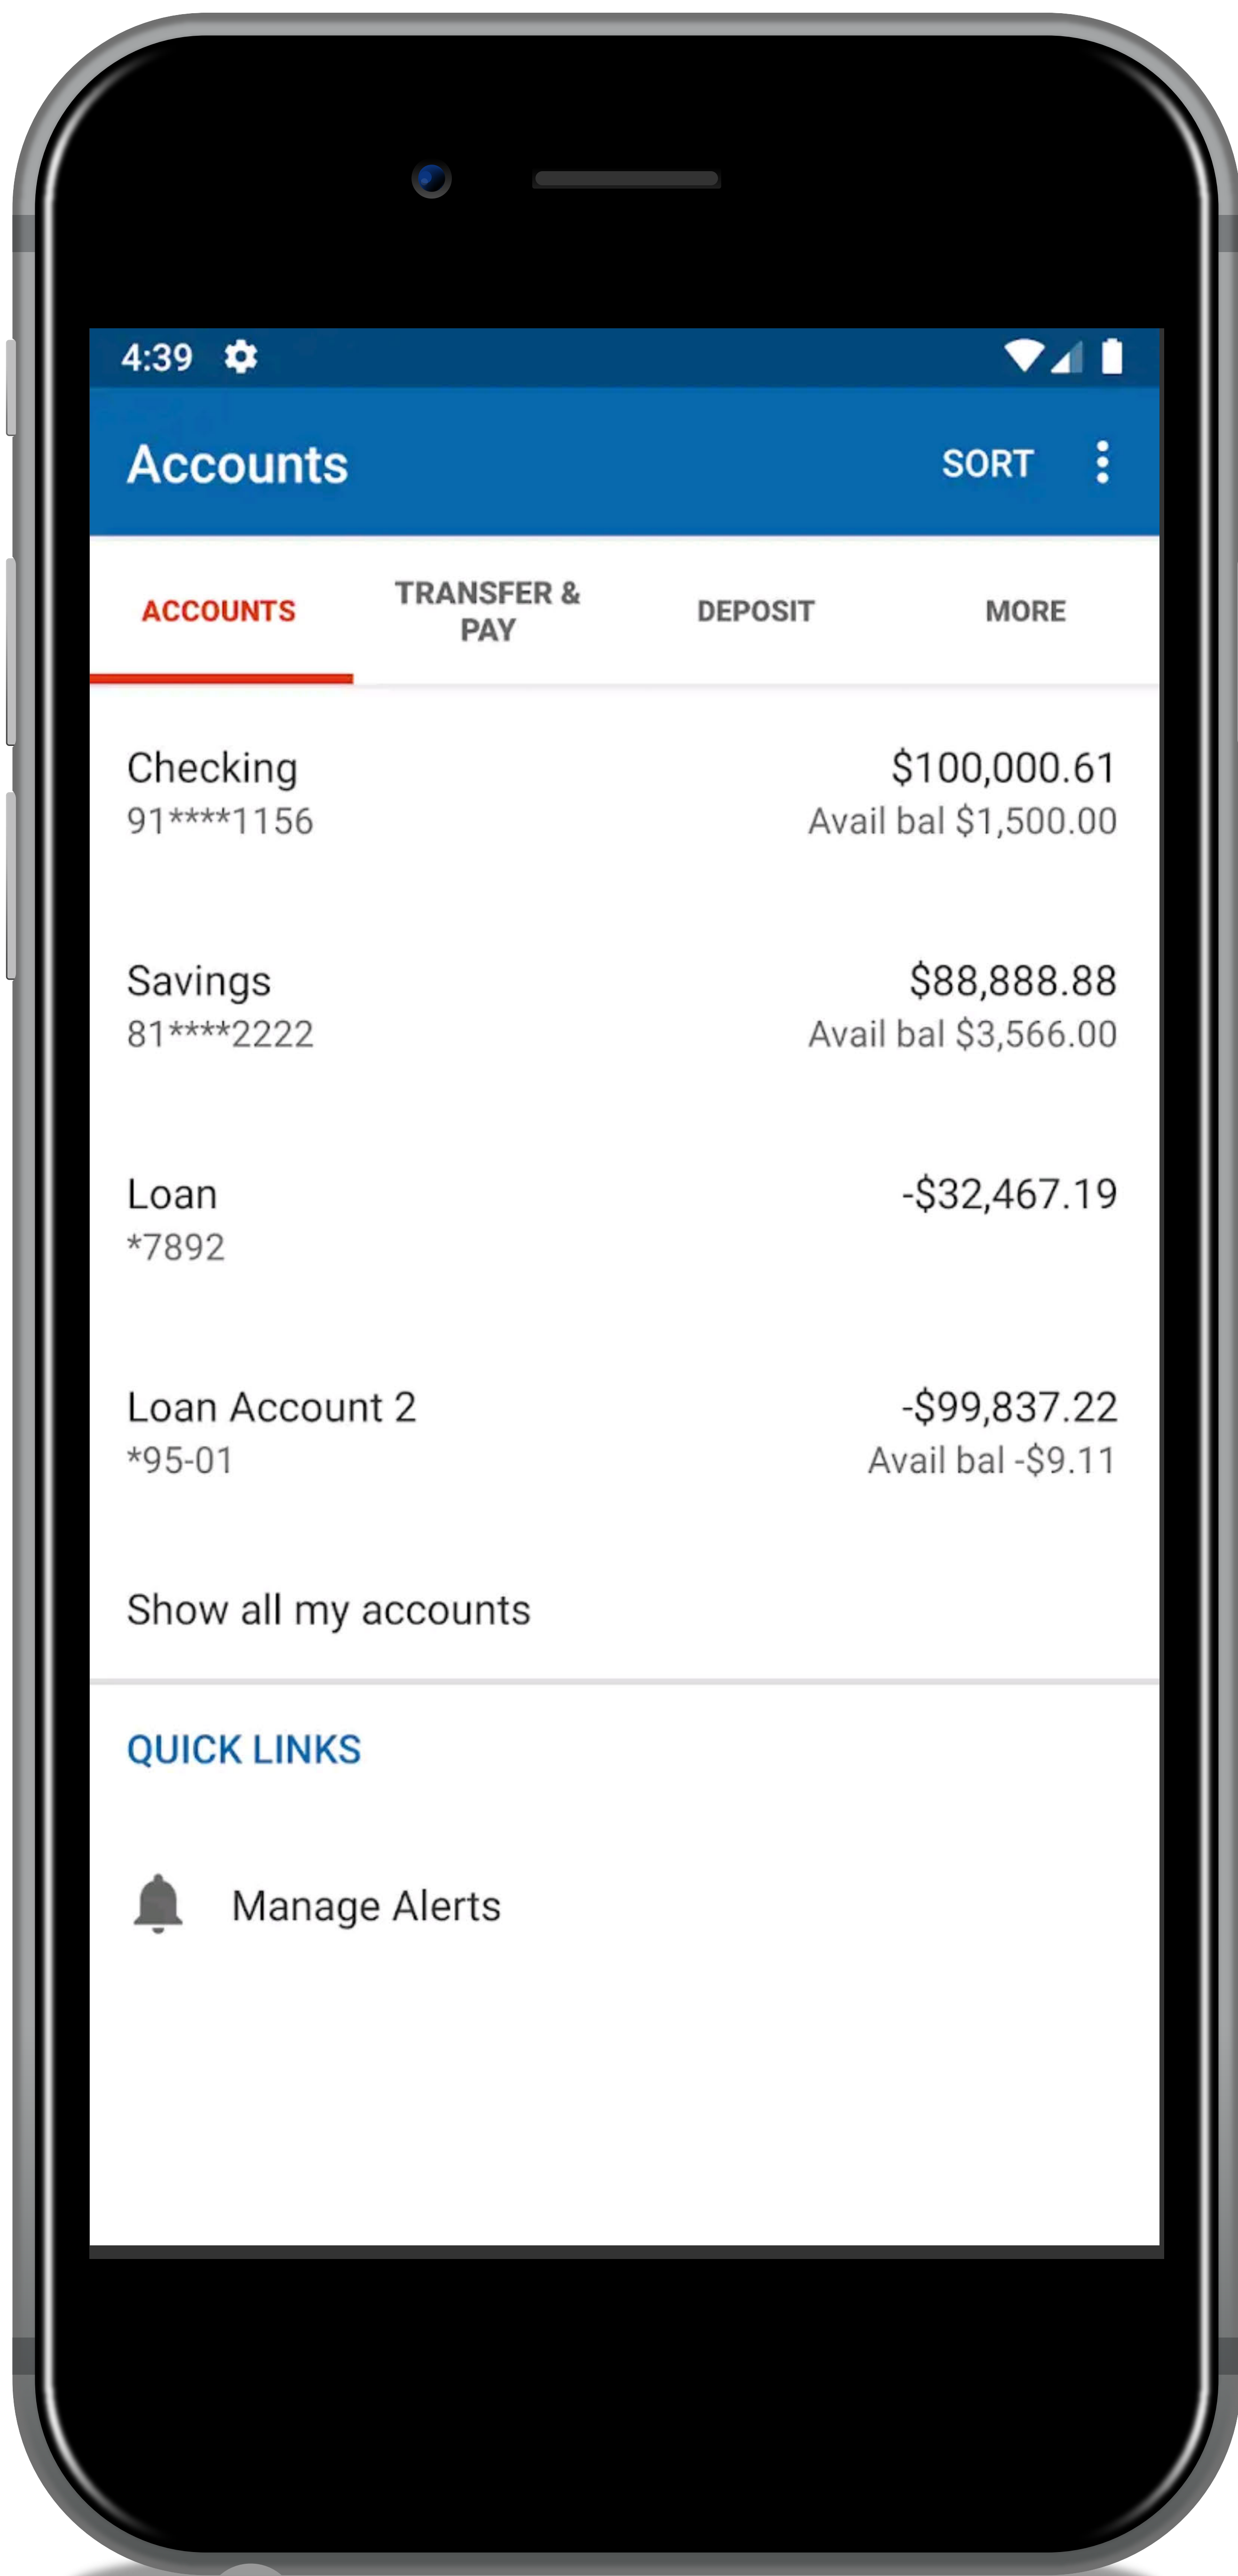 4:39
Accounts
SORT
ACCOUNTS
TRANSFER &
PAY
DEPOSIT
MORE
Checking
$100,000.61
91****1156
Avail bal $1,500.00
Savings
$88,888.88
81****2222
Avail bal $3,566.00
Loan
-$32,467.19
*7892
Loan Account 2
-$99,837.22
*95-01
Avail bal -$9.11
Show all my accounts
QUICK LINKS
Manage Alerts